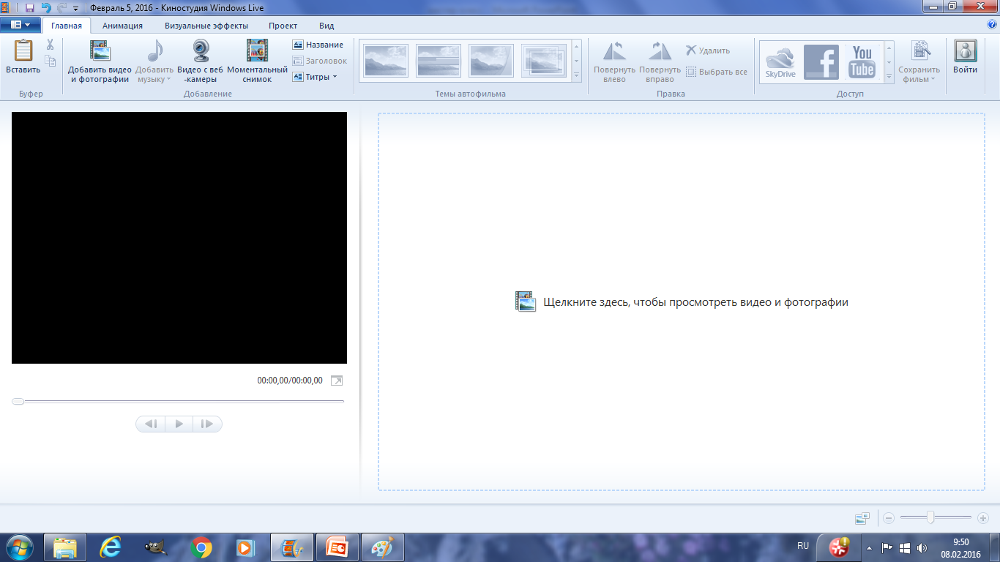 Февраль 5, 2016 - Киностудия Windows Live
Главная
Анимация
Визуальные эффекты
Проект
Вид
Вставить
Добавить видео
и фотографии
Добавить
музыку
Видео с веб
-камеры
Моментальный
снимок
Название
Заголовок
Титры
Повернуть
влево
Повернуть
вправо
Удалить
Выбрать все
SkyDrive
You
Tube
Сохранить
фильм
Войти
Буфер
Добавление
Темы автофильма
Правка
Доступ
Щелкните здесь, чтобы просмотреть видео и фотографии
00:00,00/00:00,00
RU
9:50
08.02.2016